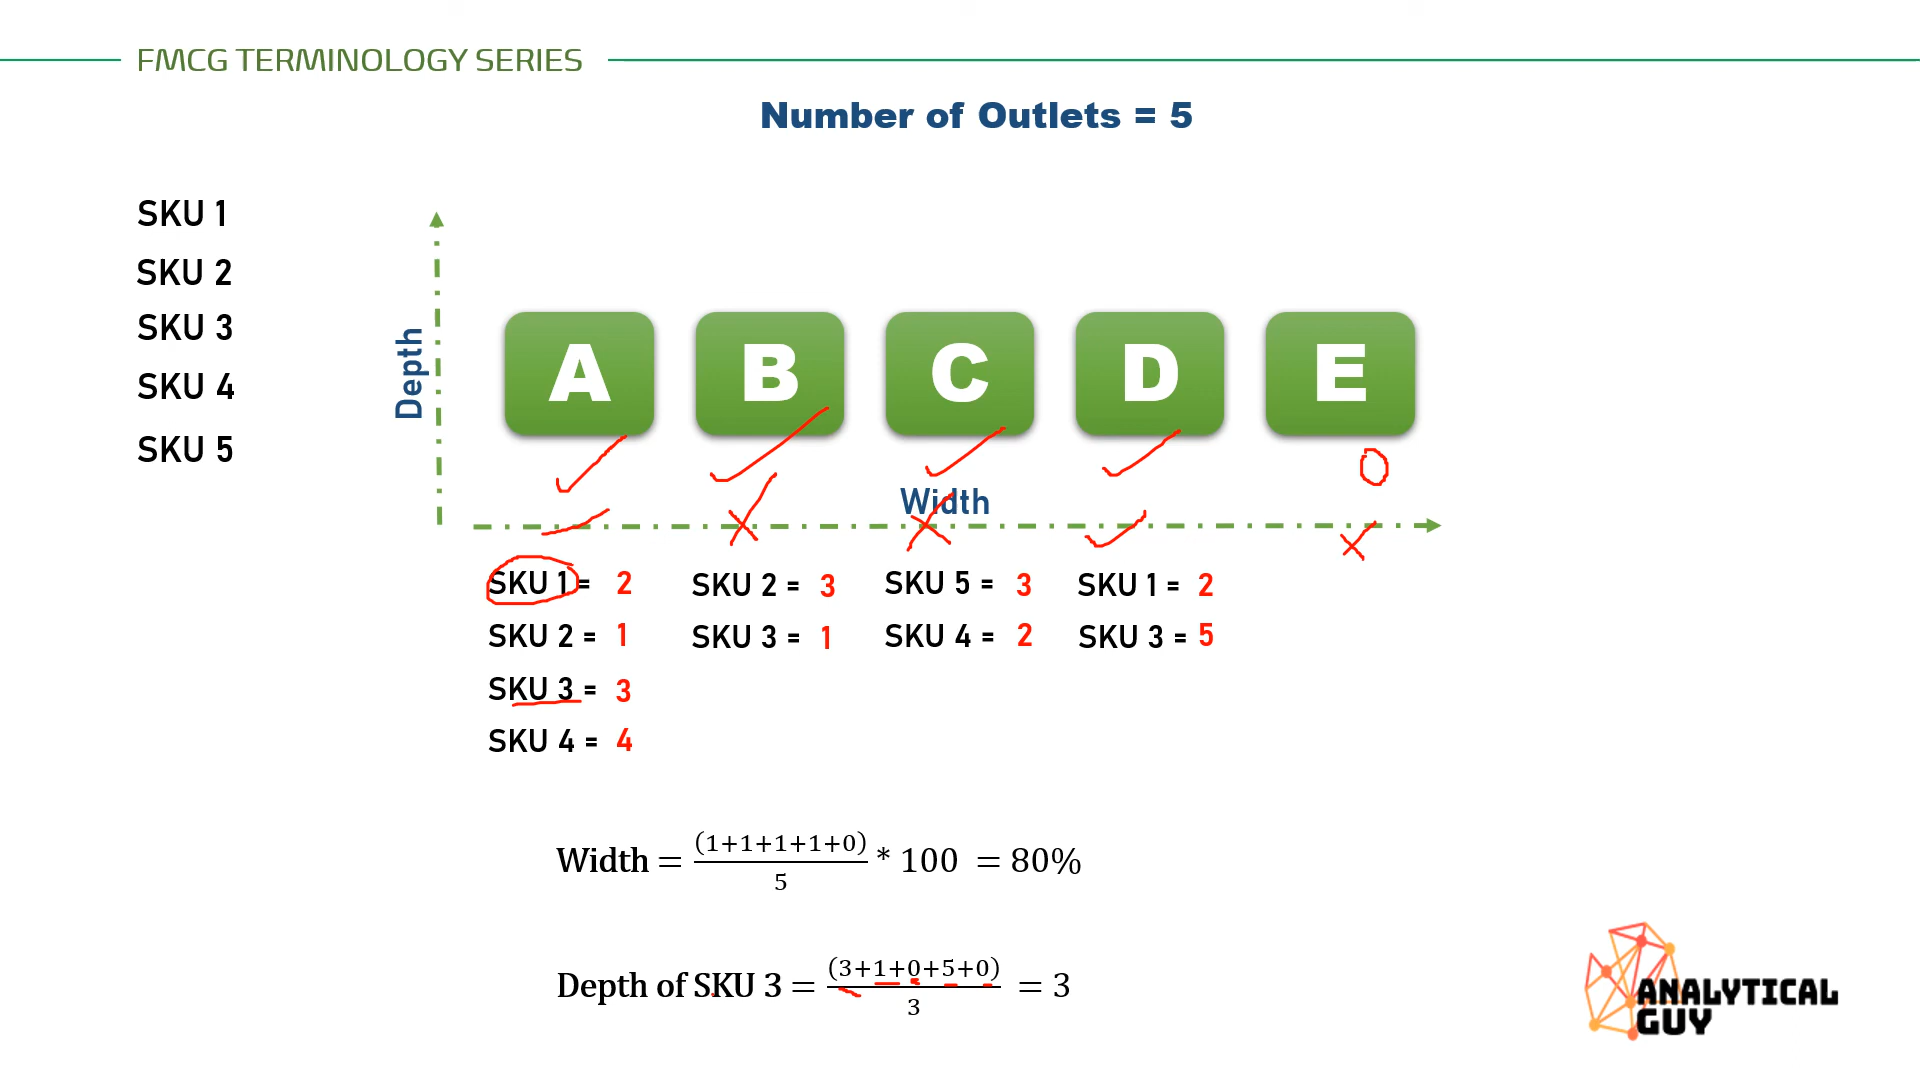 FMCG TERMINOLOGY SERIES
Number of Outlets = 5
SKU 1
SKU 2
SKU 3
SKU 4
SKU 5
Depth
A B C D E
Width
SKU 1 = 2 SKU 2 = 3 SKU 5 = 3 SKU 1 = 2
SKU 2 = 1 SKU 3 = 1 SKU 4 = 2 SKU 3 = 5
SKU 3 = 3
SKU 4 = 4
Width = (1+1+1+1+0)/5 * 100 = 80%
Depth of SKU 3 = (3+1+0+5+0)/3 = 3
ANALYTICAL
GUY